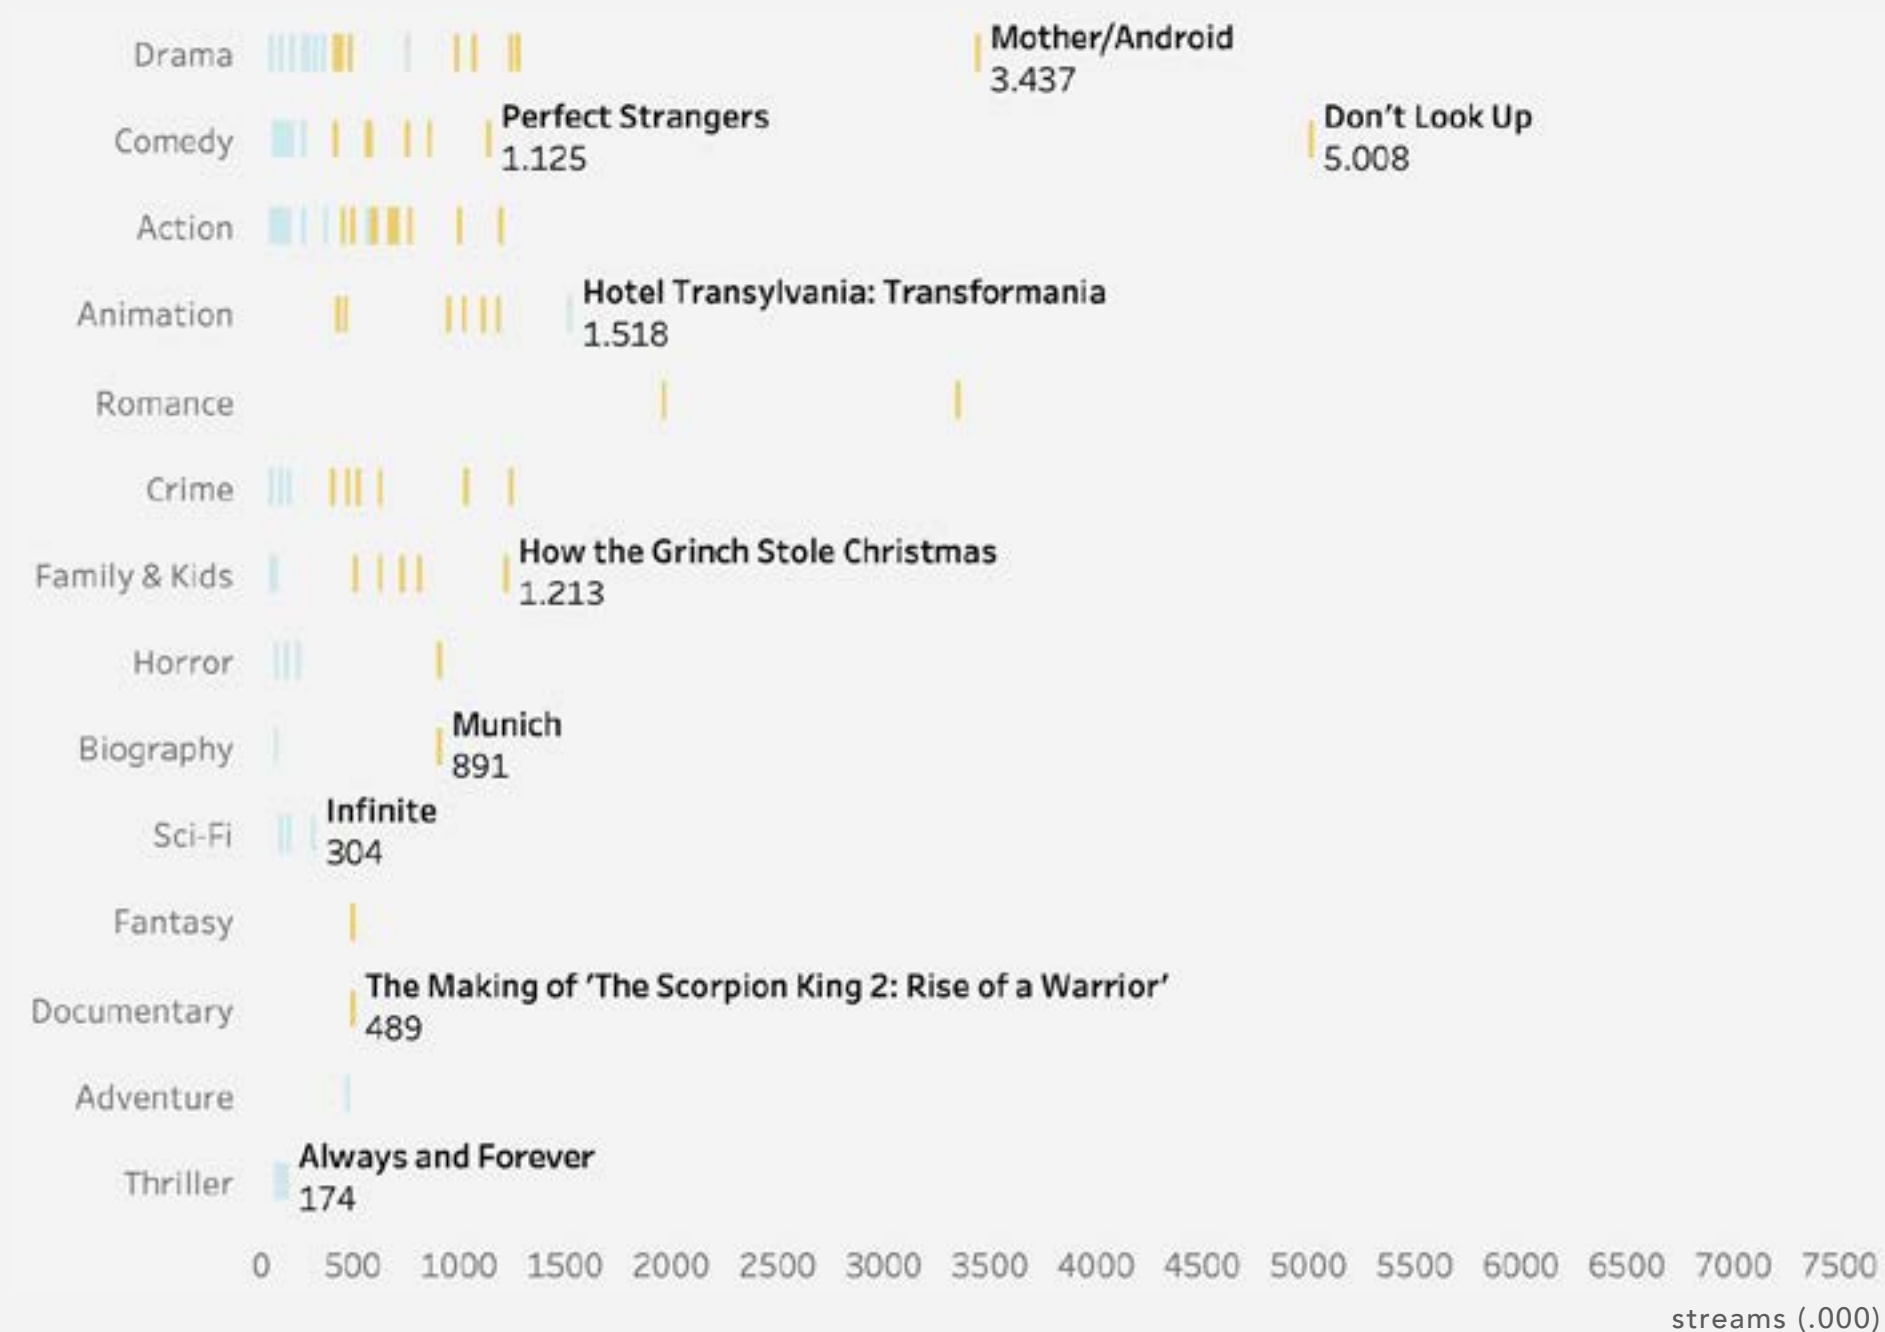 Drama
Mother/Android
3.437
Comedy
Perfect Strangers
1.125
Don't Look Up
5.008
Action
Animation
Hotel Transylvania: Transformania
1.518
Romance
Crime
Family & Kids
How the Grinch Stole Christmas
1.213
Horror
Biography
Munich
891
Sci-Fi
Infinite
304
Fantasy
Documentary
The Making of 'The Scorpion King 2: Rise of a Warrior'
489
Adventure
Thriller
Always and Forever
174
0 500 1000 1500 2000 2500 3000 3500 4000 4500 5000 5500 6000 6500 7000 7500
streams (.000)